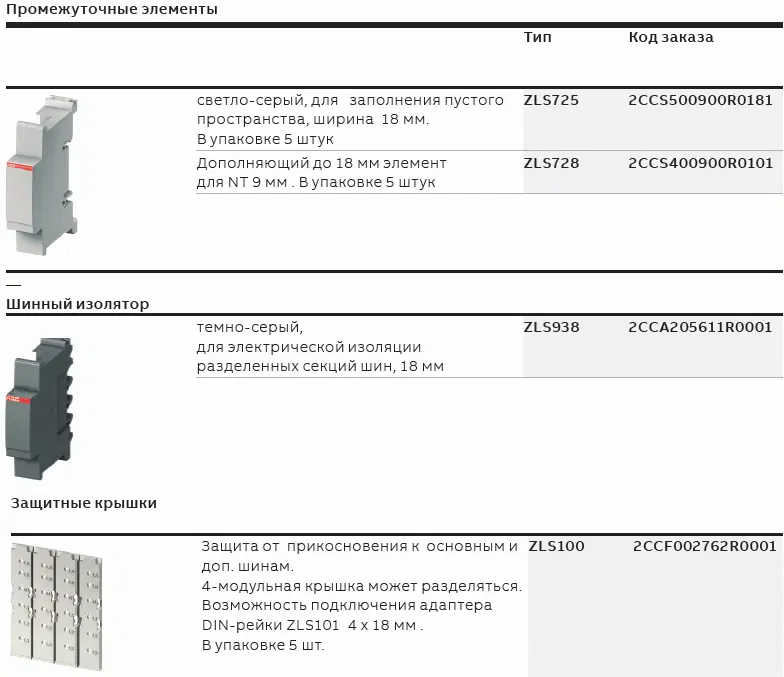 Промежуточные элементы
Тип Код заказа
светло-серый, для заполнения пустого ZLS725 2CCS500900R0181
пространства, ширина 18 мм.
В упаковке 5 штук
Дополняющий до 18 мм элемент ZLS728 2CCS400900R0101
для NT 9 мм . В упаковке 5 штук
—
Шинный изолятор
темно-серый, ZLS938 2CCA205611R0001
для электрической изоляции
разделенных секций шин, 18 мм
Защитные крышки
Защита от прикосновения к основным и ZLS100 2CCF002762R0001
доп. шинам.
4-модульная крышка может разделяться.
Возможность подключения адаптера
DIN-рейки ZLS101 4 x 18 мм .
В упаковке 5 шт.